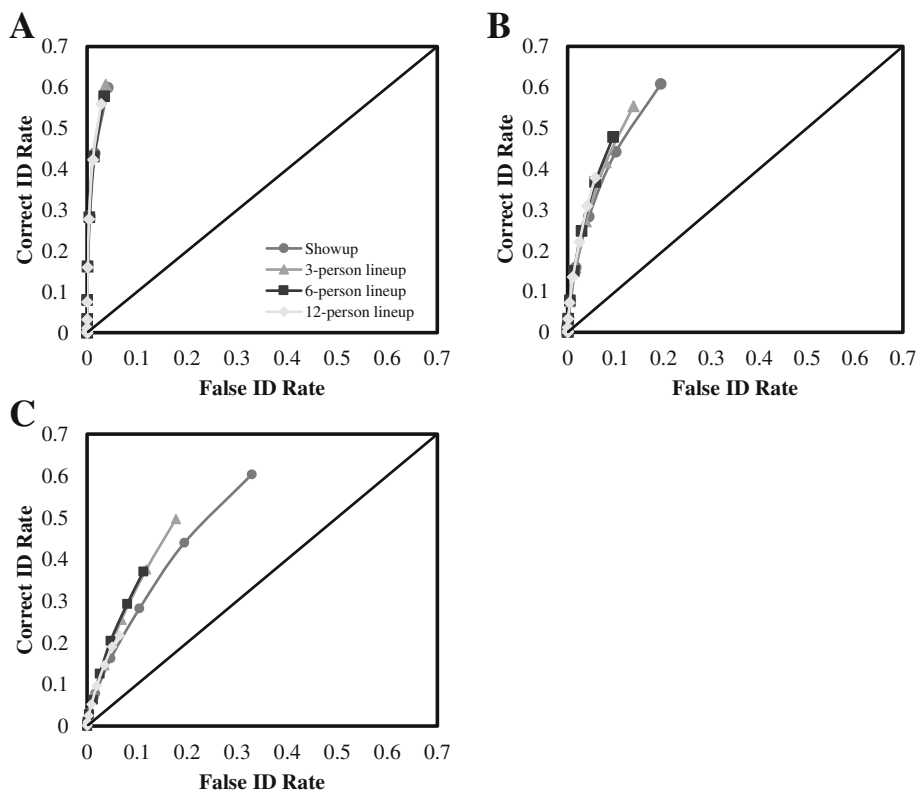 A
Correct ID Rate
0.7
0.6
0.5
0.4
0.3
0.2
0.1
0
Showup
3-person lineup
6-person lineup
12-person lineup
0 0.1 0.2 0.3 0.4 0.5 0.6 0.7
False ID Rate
B
Correct ID Rate
0.7
0.6
0.5
0.4
0.3
0.2
0.1
0
0 0.1 0.2 0.3 0.4 0.5 0.6 0.7
False ID Rate
C
Correct ID Rate
0.7
0.6
0.5
0.4
0.3
0.2
0.1
0
0 0.1 0.2 0.3 0.4 0.5 0.6 0.7
False ID Rate